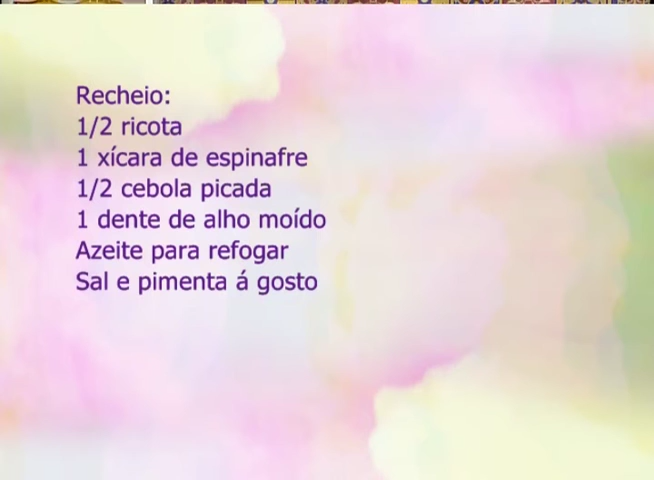 Recheio:
1/2 ricota
1 xícara de espinafre
1/2 cebola picada
1 dente de alho moído
Azeite para refogar
Sal e pimenta á gosto